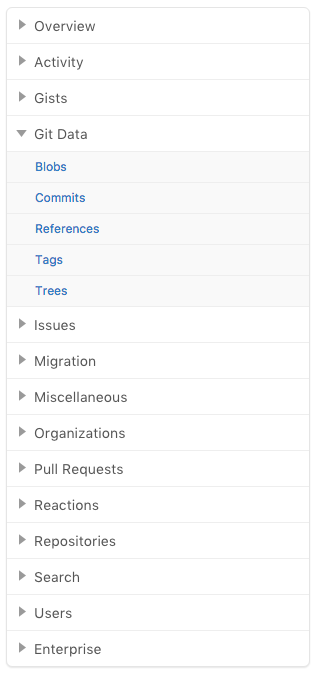 Overview
Activity
Gists
Git Data
Blobs
Commits
References
Tags
Trees
Issues
Migration
Miscellaneous
Organizations
Pull Requests
Reactions
Repositories
Search
Users
Enterprise